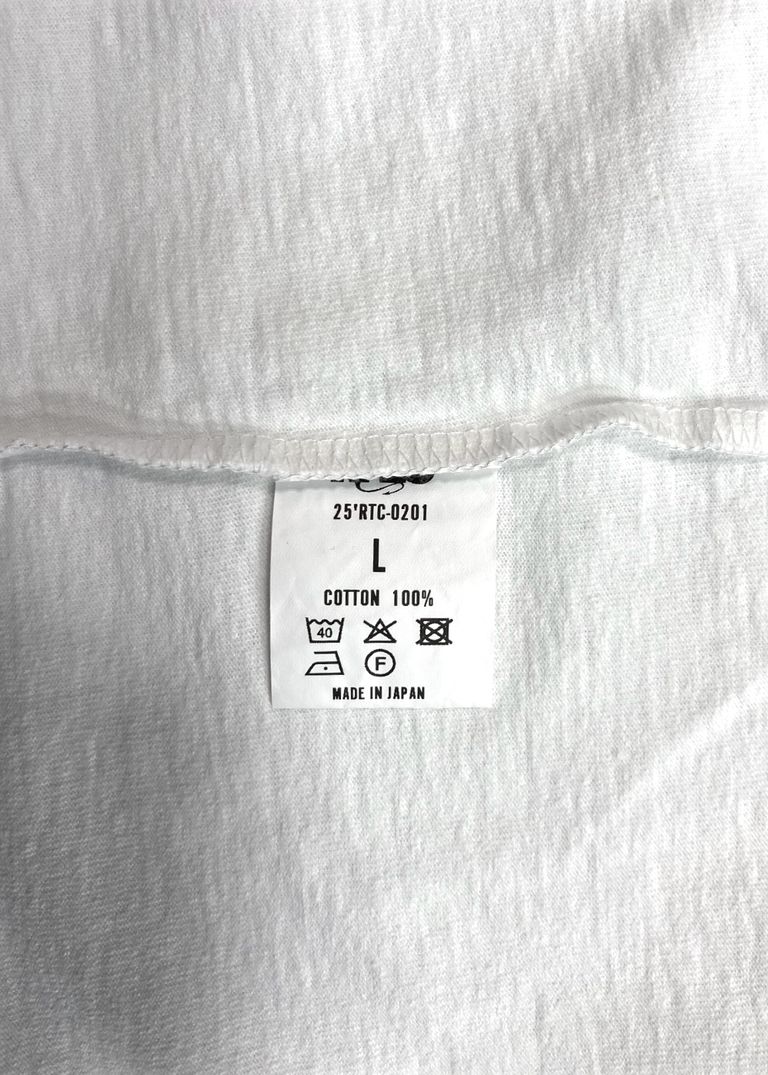 25'RTC-0201
L
COTTON 100%
40
F
MADE IN JAPAN